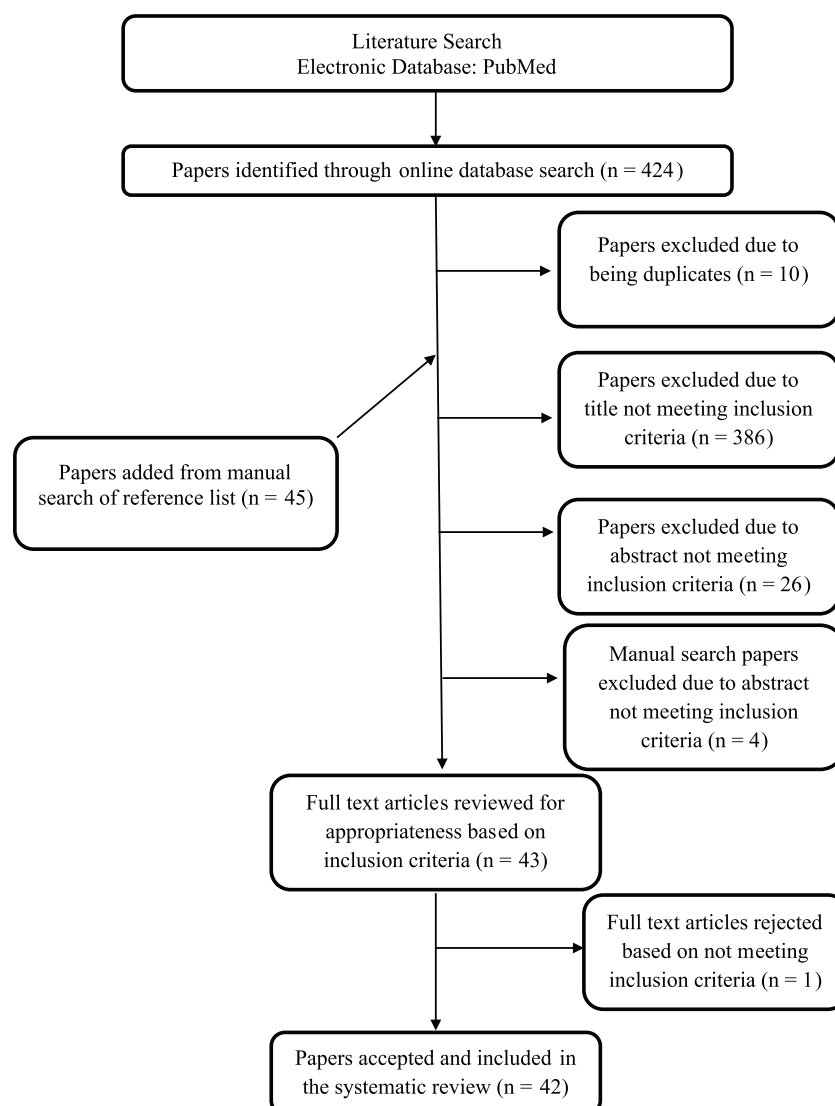 Literature Search
Electronic Database: PubMed
Papers identified through online database search (n = 424)
Papers excluded due to
being duplicates (n = 10)
Papers excluded due to
title not meeting inclusion
criteria (n = 386)
Papers added from manual
search of reference list (n = 45)
Papers excluded due to
abstract not meeting
inclusion criteria (n = 26)
Manual search papers
excluded due to abstract
not meeting inclusion
criteria (n = 4)
Full text articles reviewed for
appropriateness based on
inclusion criteria (n = 43)
Full text articles rejected
based on not meeting
inclusion criteria (n = 1)
Papers accepted and included in
the systematic review (n = 42)